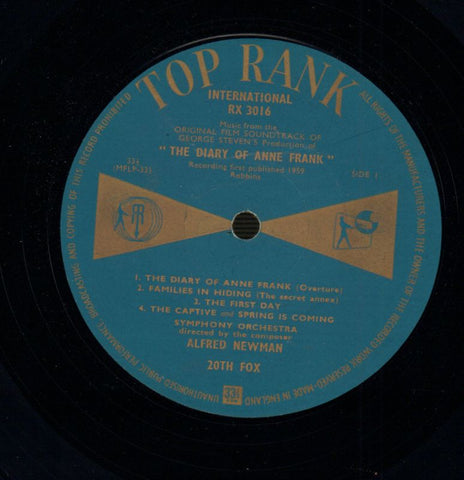 TOP RANK
INTERNATIONAL
RX 3016
Music from the
ORIGINAL FILM SOUNDTRACK OF
GEORGE STEVEN'S Production of
" THE DIARY OF ANNE FRANK "
Recording first published 1959
Robbins
331
(MFLP-331)
SIDE 1
1. THE DIARY OF ANNE FRANK (Overture)
2. FAMILIES IN HIDING (The secret annex)
3. THE FIRST DAY
4. THE CAPTIVE and SPRING IS COMING
SYMPHONY ORCHESTRA
directed by the composer
ALFRED NEWMAN
20TH FOX
33⅓
ALL RIGHTS OF THE MANUFACTURERS AND THE OWNER OF THE RECORDED WORK RESERVED-MADE IN ENGLAND
UNAUTHORISED PUBLIC PERFORMANCE, BROADCASTING AND COPYING OF THIS RECORD PROHIBITED